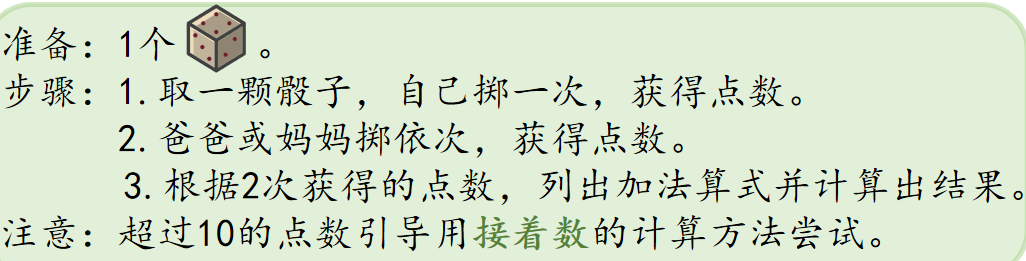 准备：1个。
步骤：1.取一颗骰子，自己掷一次，获得点数。
2.爸爸或妈妈掷依次，获得点数。
3.根据2次获得的点数，列出加法算式并计算出结果。
注意：超过10的点数引导用接着数的计算方法尝试。